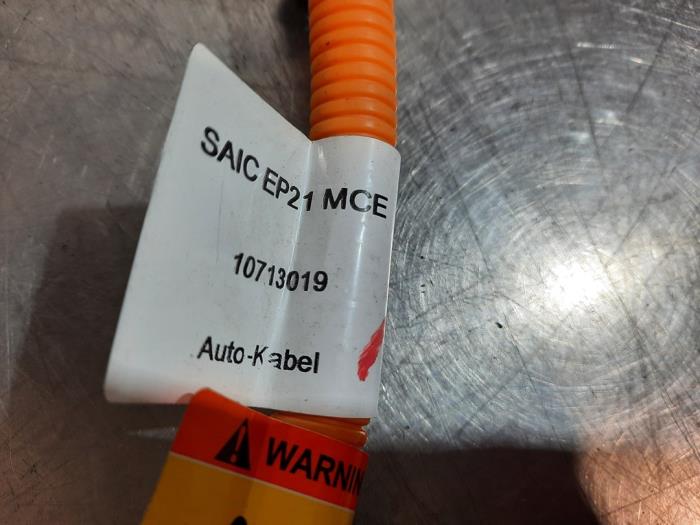 SAIC EP21 MCE
10713019
Auto-Kabel
WARNIN